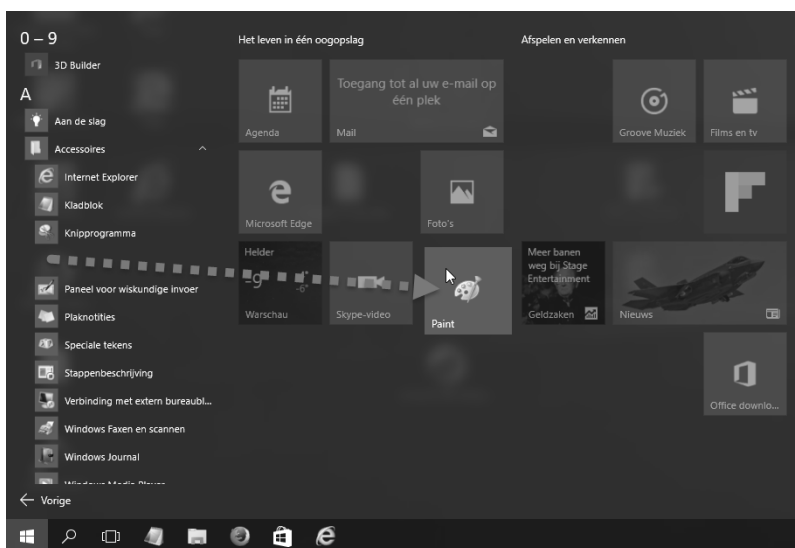 0 – 9
3D Builder
A
Aan de slag
Accessoires
Internet Explorer
Kladblok
Knipprogramma
Paneel voor wiskundige invoer
Plaknotities
Speciale tekens
Stappenbeschrijving
Verbinding met extern bureaubl...
Windows Faxen en scannen
Windows Journal
Windows Media Player
Vorige
Het leven in één oogopslag
Agenda
Toegang tot al uw e-mail op
één plek
Mail
Microsoft Edge
Foto's
Helder
-9°
-6°
Warschau
Skype-video
Paint
Afspelen en verkennen
Groove Muziek
Films en tv
Meer banen
weg bij Stage
Entertainment
Geldzaken
Nieuws
Office downlo...